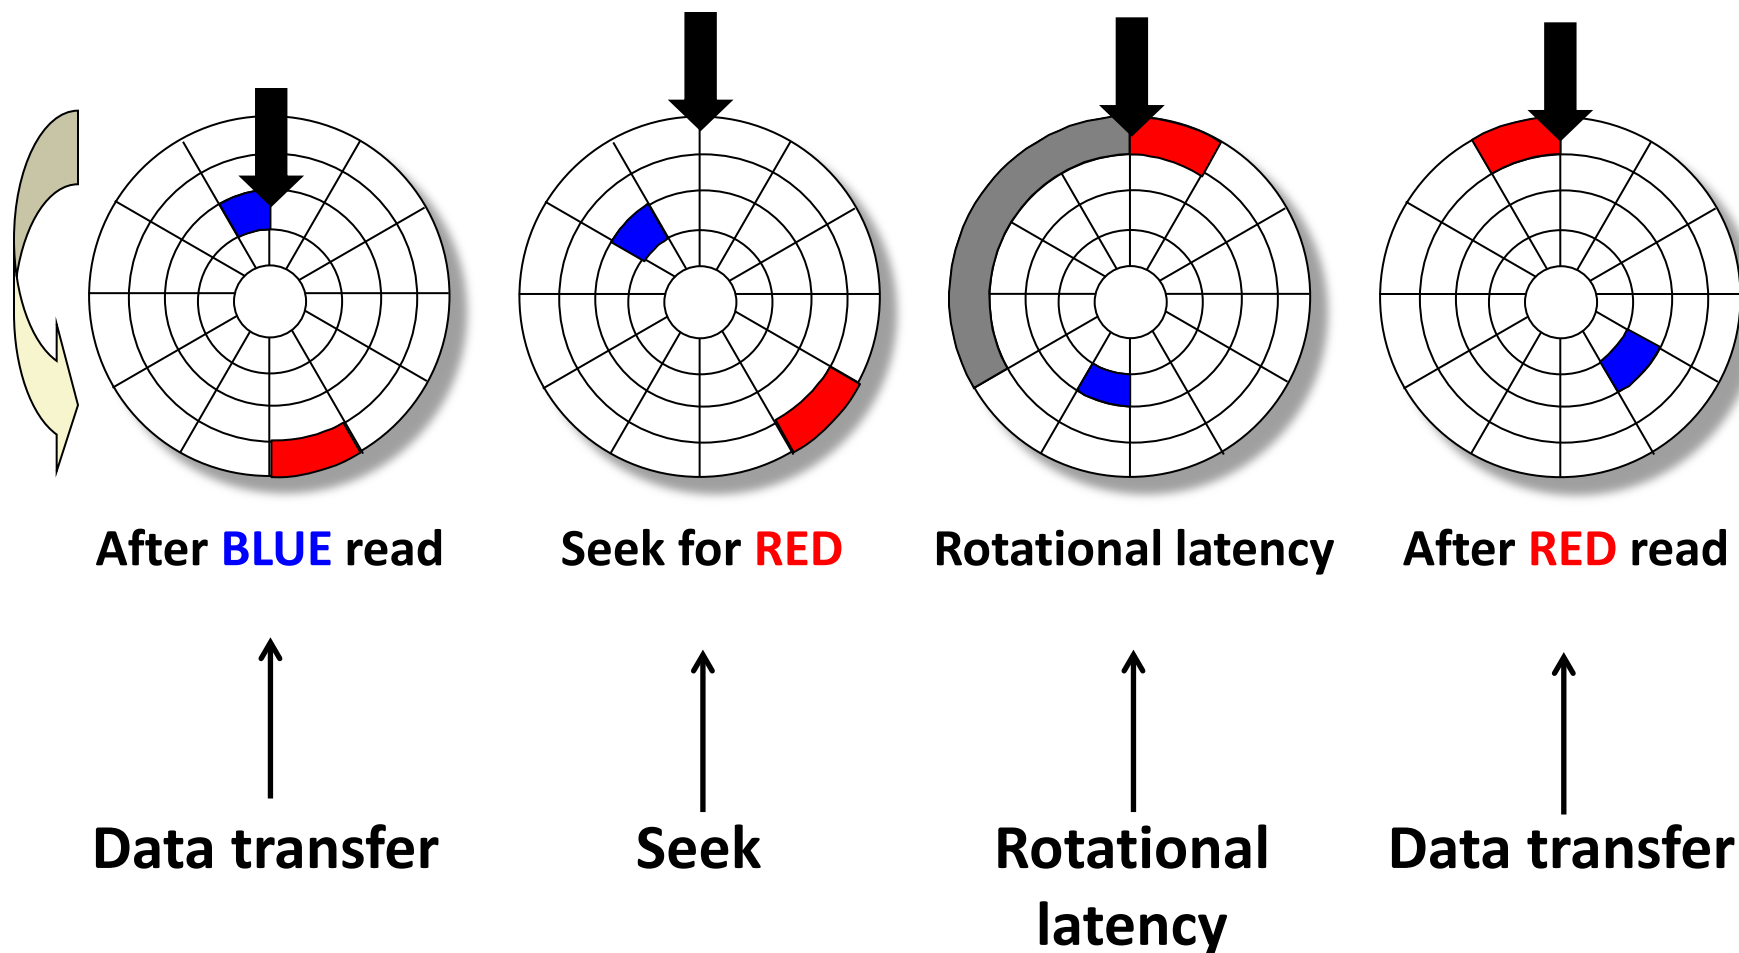 After BLUE read
Seek for RED
Rotational latency
After RED read
Data transfer
Seek
Rotational
latency
Data transfer